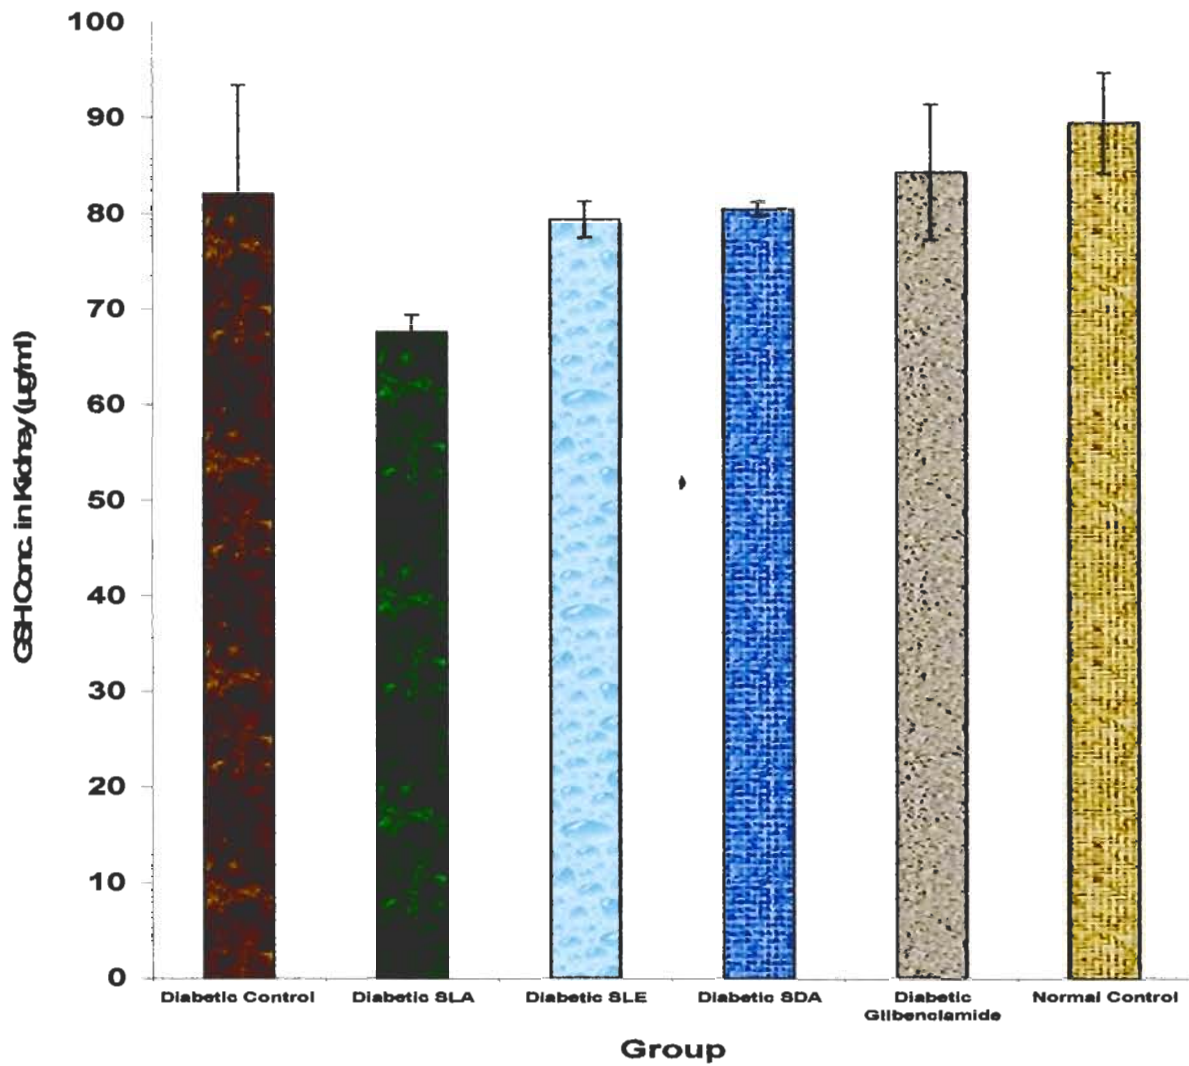 100
90
80
70
60
50
40
30
20
10
0
GSH Conc. in Kidney (µg/ml)
Diabetic Control
Diabetic SLA
Diabetic SLE
Diabetic SDA
Diabetic
Glibenclamide
Normal Control
Group